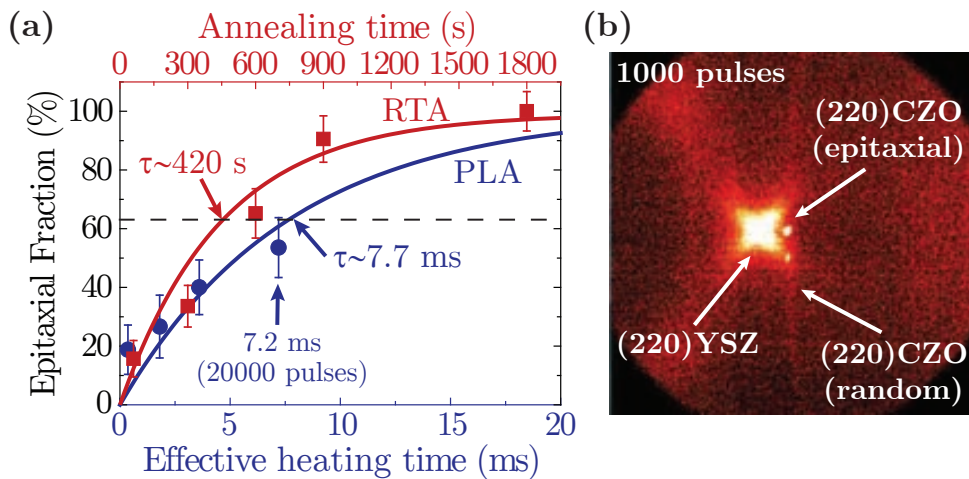 (a)
Annealing time (s)
0 300 600 900 1200 1500 1800
Epitaxial Fraction (%)
100
80
60
40
20
0
RTA
PLA
τ~420 s
τ~7.7 ms
7.2 ms
(20000 pulses)
0 5 10 15 20
Effective heating time (ms)
(b)
1000 pulses
(220)CZO
(epitaxial)
(220)YSZ
(220)CZO
(random)